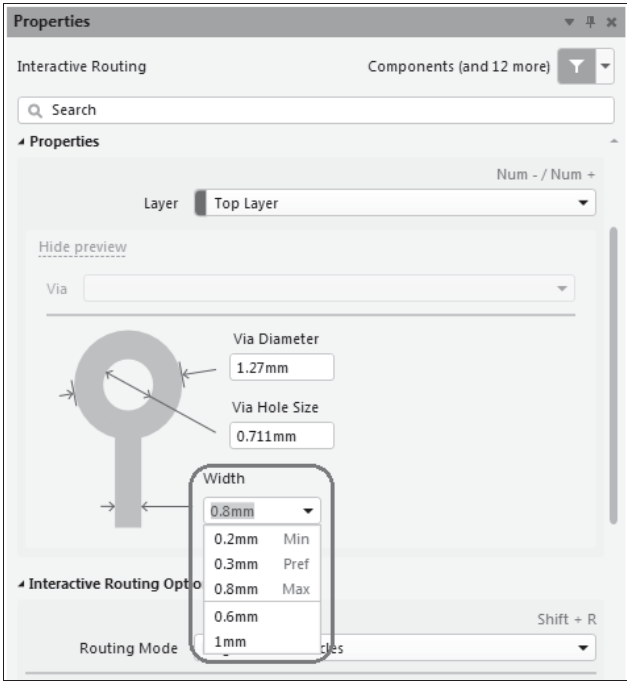 Properties
Interactive Routing Components (and 12 more)
Search
Properties
Num - / Num +
Layer Top Layer
Hide preview
Via
Via Diameter
1.27mm
Via Hole Size
0.711mm
Width
0.8mm
0.2mm Min
0.3mm Pref
0.8mm Max
0.6mm
1mm
Interactive Routing
Shift + R
Routing Mode